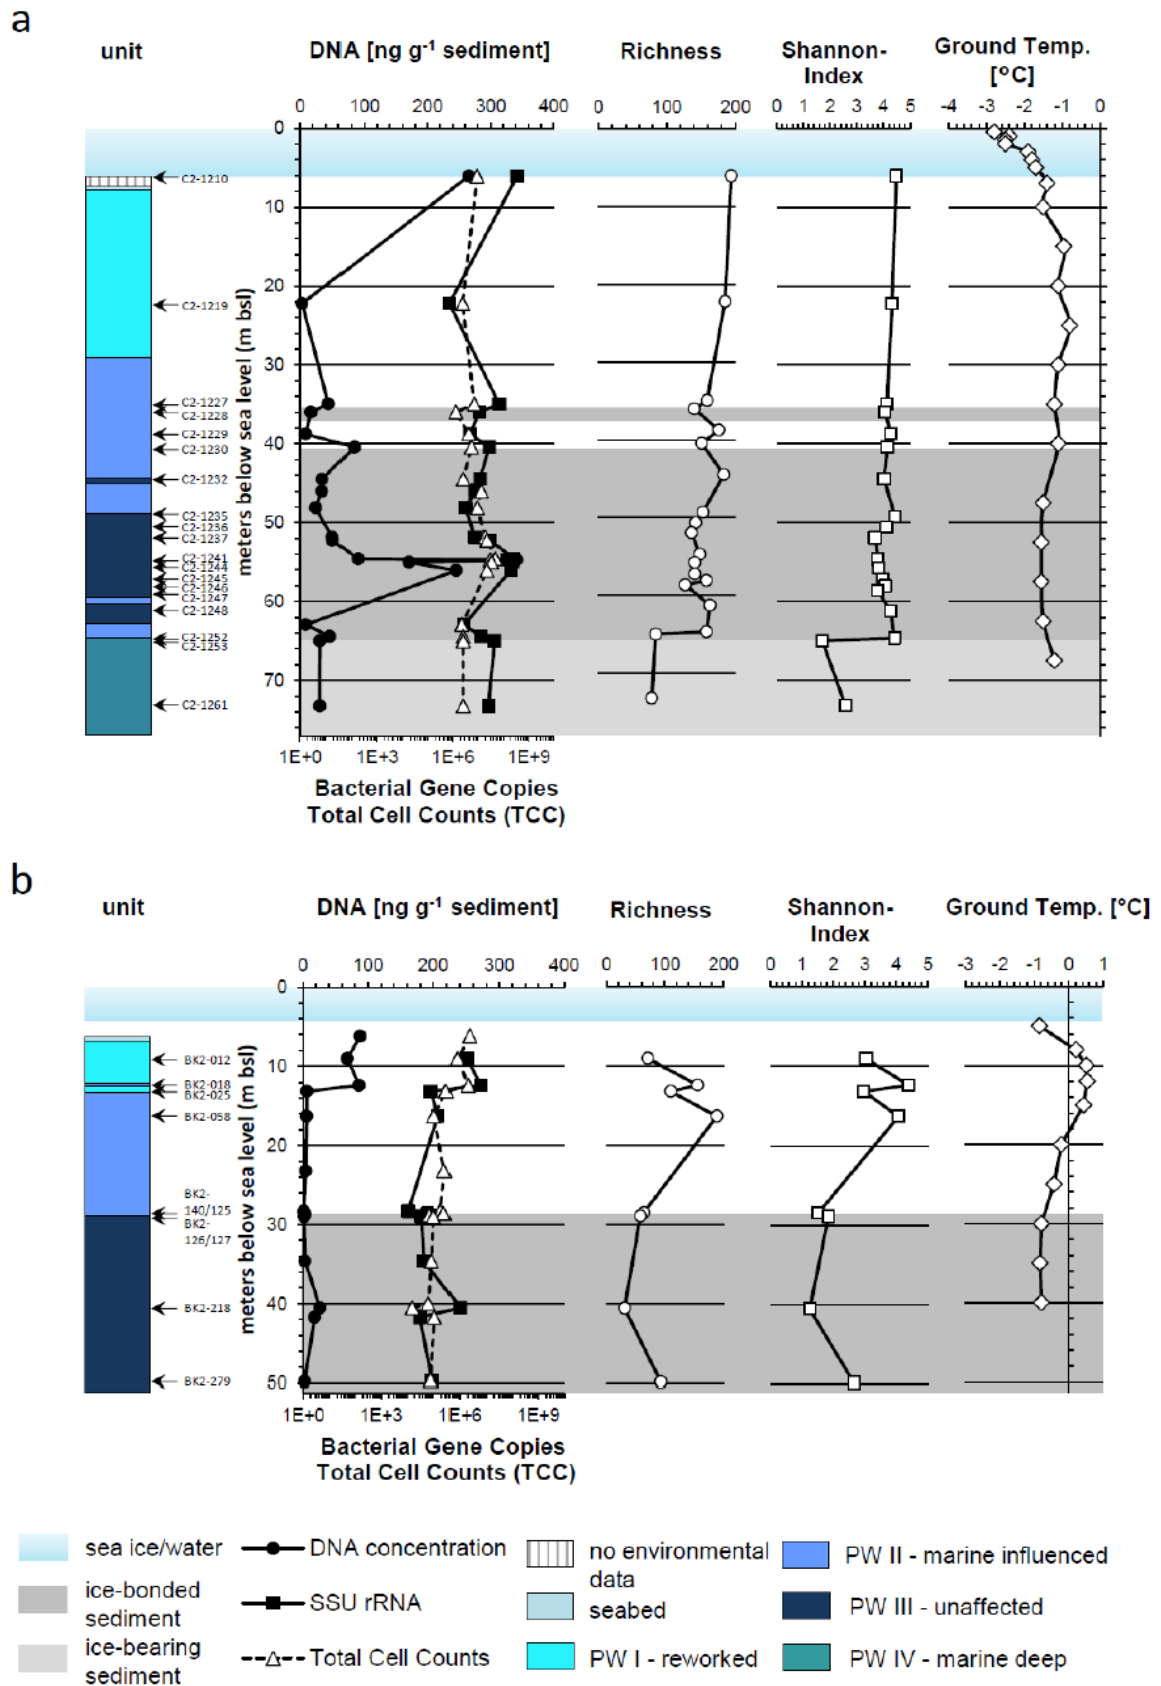 a
unit
DNA [ng g-1 sediment]
Richness
Shannon-
Index
Ground Temp.
[°C]
0 100 200 300 400
0 100 200
0 1 2 3 4 5
-4 -3 -2 -1 0
meters below sea level (m bsl)
0
10
20
30
40
50
60
70
C2-1210
C2-1219
C2-1227
C2-1228
C2-1229
C2-1230
C2-1232
C2-1235
C2-1236
C2-1237
C2-1241
C2-1244
C2-1245
C2-1246
C2-1247
C2-1248
C2-1252
C2-1253
C2-1261
1E+0 1E+3 1E+6 1E+9
Bacterial Gene Copies
Total Cell Counts (TCC)
b
unit
DNA [ng g-1 sediment]
Richness
Shannon-
Index
Ground Temp. [°C]
0 100 200 300 400
0 100 200
0 1 2 3 4 5
-3 -2 -1 0 1
meters below sea level (m bsl)
0
10
20
30
40
50
BK2-012
BK2-018
BK2-025
BK2-058
BK2-
140/125
BK2-
126/127
BK2-218
BK2-279
1E+0 1E+3 1E+6 1E+9
Bacterial Gene Copies
Total Cell Counts (TCC)
sea ice/water
ice-bonded
sediment
ice-bearing
sediment
DNA concentration
SSU rRNA
Total Cell Counts
no environmental
data
seabed
PW I - reworked
PW II - marine influenced
PW III - unaffected
PW IV - marine deep